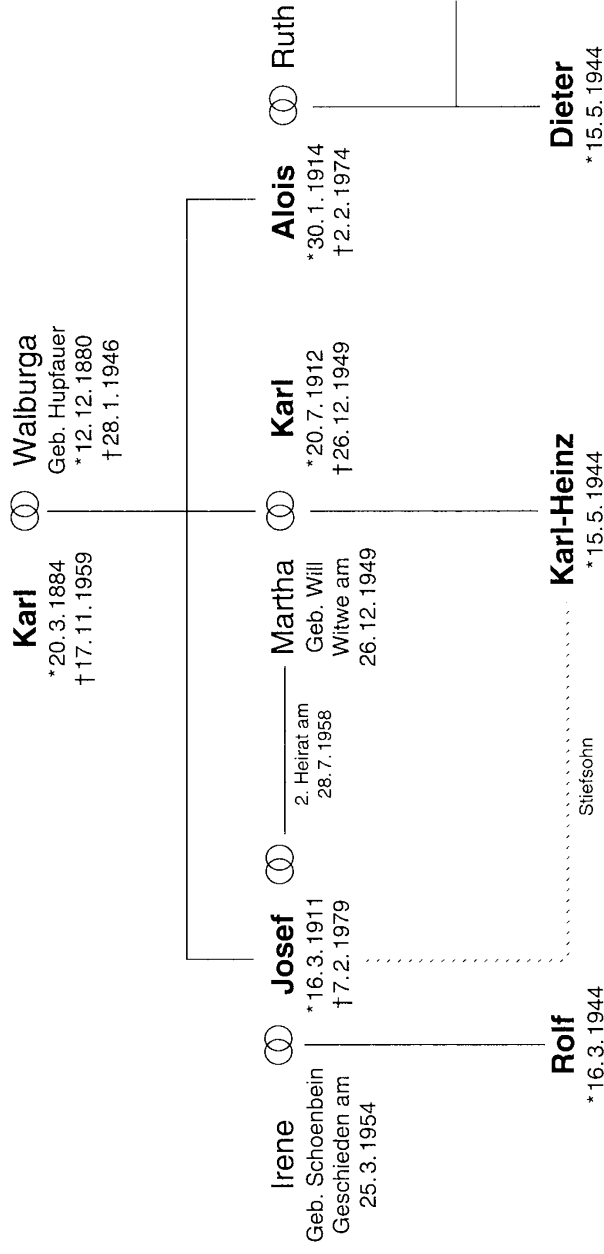 Karl
*20.3.1884
†17.11.1959
Walburga
Geb. Hupfauer
*12.12.1880
†28.1.1946
Irene
Geb. Schoenbein
Geschieden am
25.3.1954
Josef
*16.3.1911
†7.2.1979
2. Heirat am
28.7.1958
Martha
Geb. Will
Witwe am
26.12.1949
Karl
*20.7.1912
†26.12.1949
Alois
*30.1.1914
†2.2.1974
Ruth
Rolf
*16.3.1944
Stiefsohn
Karl-Heinz
*15.5.1944
Dieter
*15.5.1944